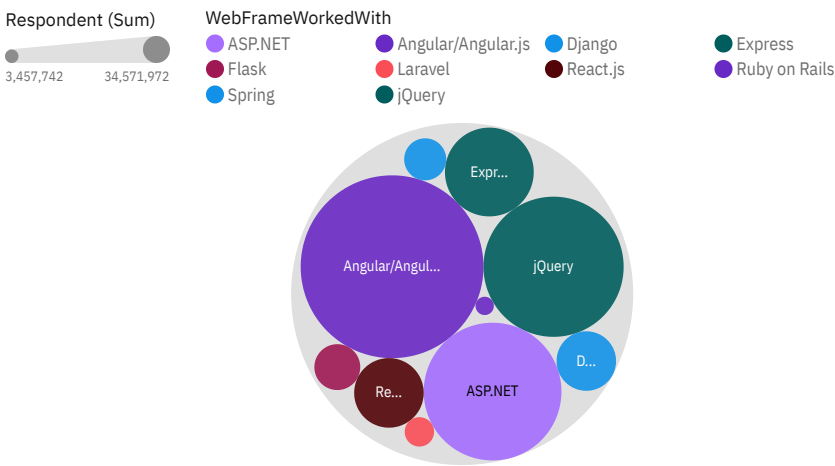 Respondent (Sum)
3,457,742 34,571,972
WebFrameWorkedWith
ASP.NET Angular/Angular.js Django Express
Flask Laravel React.js Ruby on Rails
Spring jQuery
Expr...
Angular/Angul... jQuery
D...
Re... ASP.NET